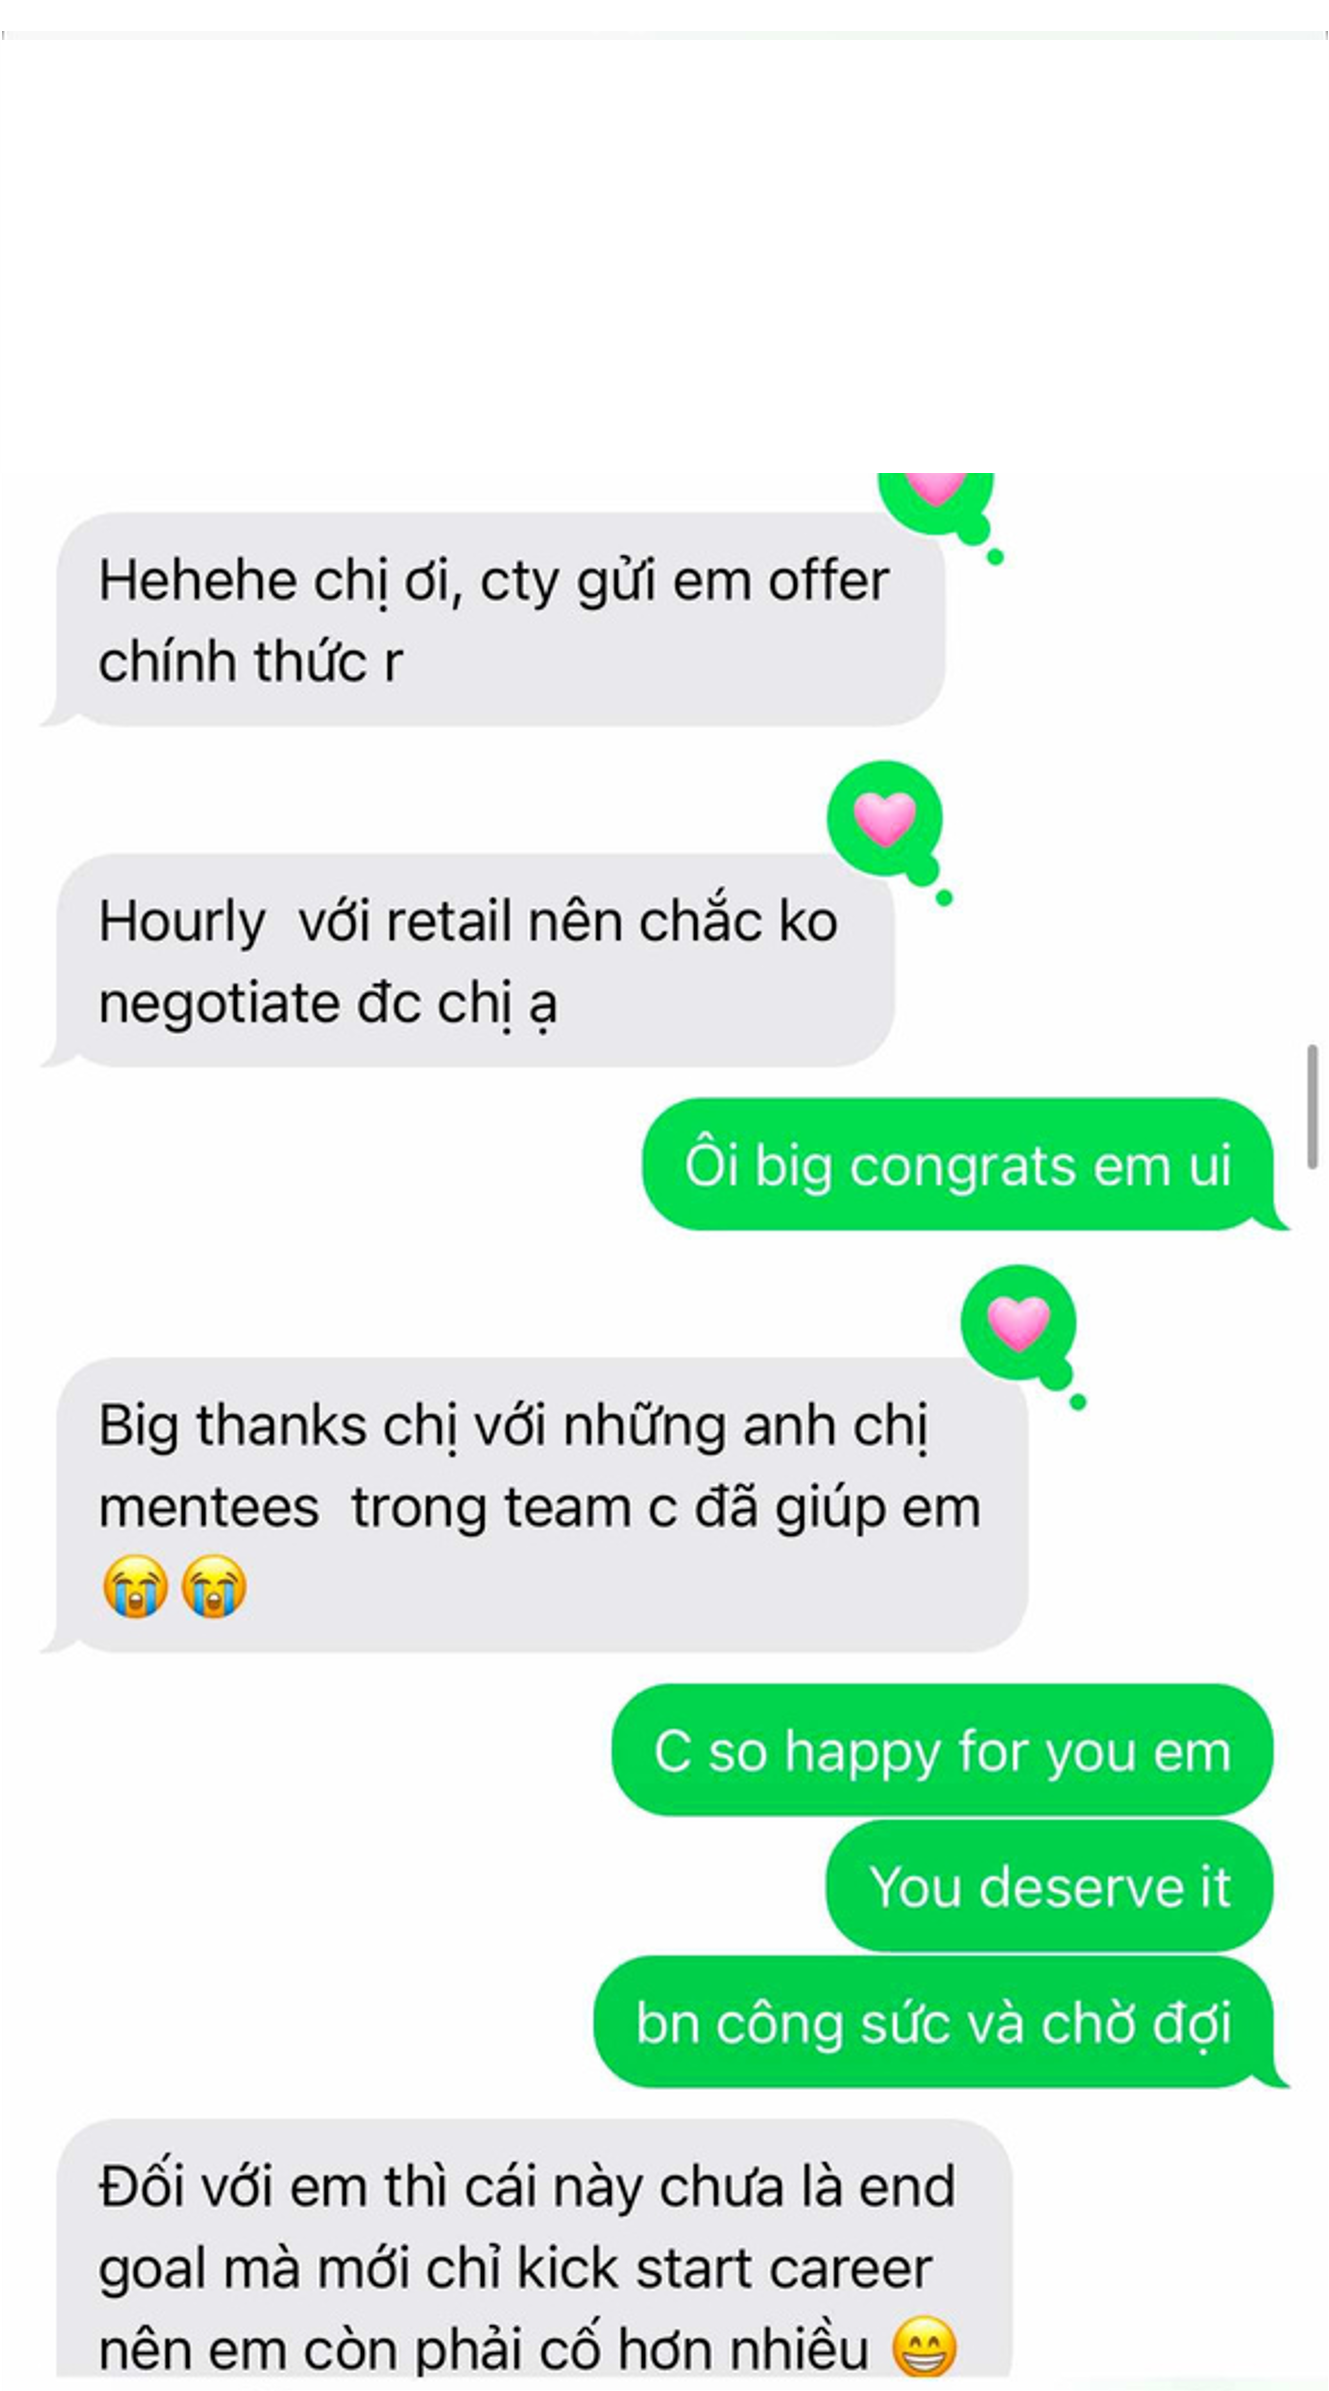 Hehehe chị ơi, cty gửi em offer
chính thức r
Hourly  với retail nên chắc ko
negotiate đc chị ạ
Ôi big congrats em ui
Big thanks chị với những anh chị
mentees  trong team c đã giúp em
😭😭
C so happy for you em
You deserve it
bn công sức và chờ đợi
Đối với em thì cái này chưa là end
goal mà mới chỉ kick start career
nên em còn phải cố hơn nhiều 😁